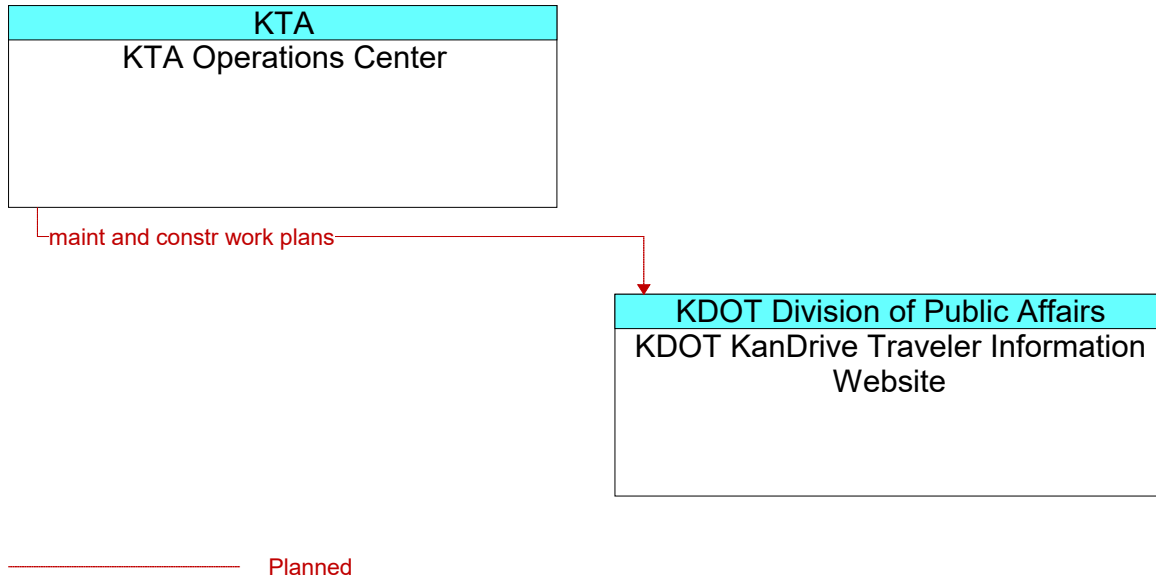 KTA
KTA Operations Center
maint and constr work plans
KDOT Division of Public Affairs
KDOT KanDrive Traveler Information
Website
Planned